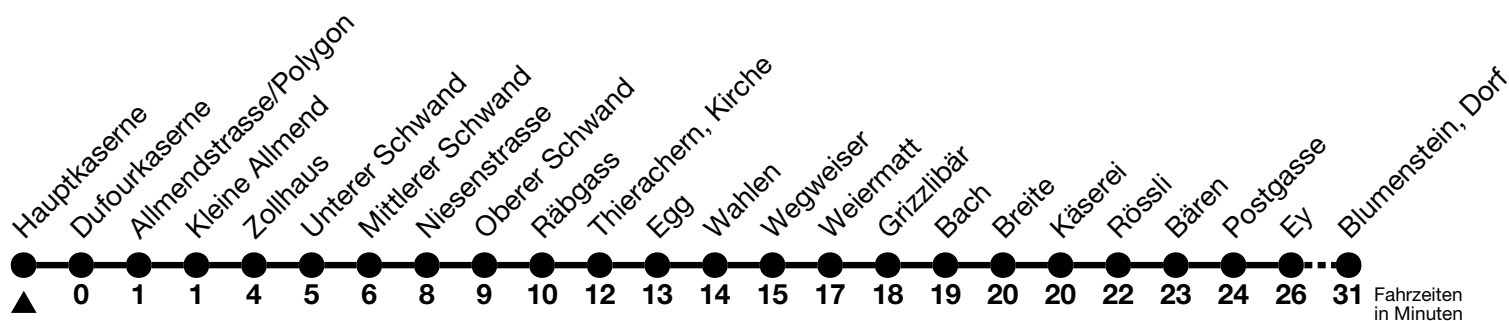 Hauptkaserne
Dufourkaserne
Allmendstrasse/Polygon
Kleine Allmend
Zollhaus
Unterer Schwand
Mittlerer Schwand
Niesenstrasse
Oberer Schwand
Räbgass
Thierachern, Kirche
Egg
Wahlen
Wegweiser
Weiermatt
Grizzlibär
Bach
Breite
Käserei
Rössli
Bären
Postgasse
Ey
Blumenstein, Dorf
0 1 1 4 5 6 8 9 10 12 13 14 15 17 18 19 20 20 22 23 24 26 31
Fahrzeiten
in Minuten